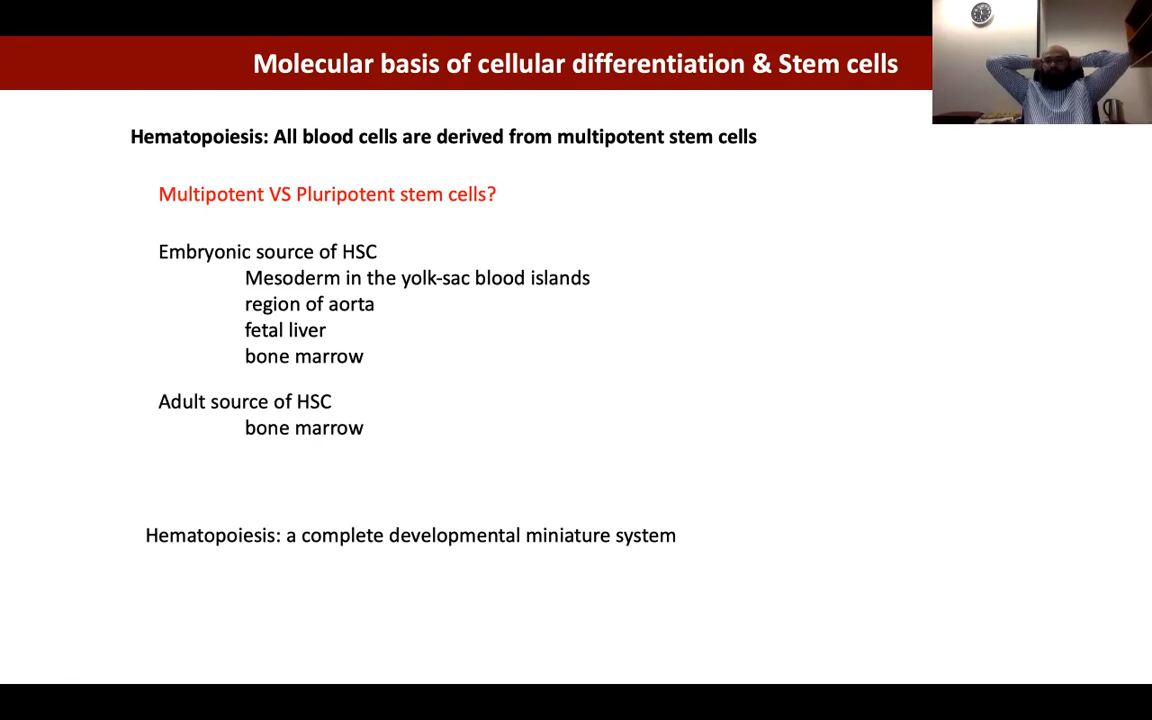 Molecular basis of cellular differentiation & Stem cells
Hematopoiesis: All blood cells are derived from multipotent stem cells
Multipotent VS Pluripotent stem cells?
Embryonic source of HSC
Mesoderm in the yolk-sac blood islands
region of aorta
fetal liver
bone marrow
Adult source of HSC
bone marrow
Hematopoiesis: a complete developmental miniature system